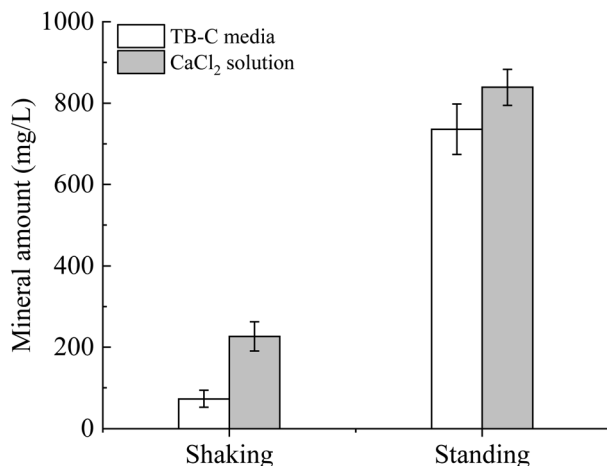 TB-C media
CaCl₂ solution
Mineral amount (mg/L)
1000
800
600
400
200
0
Shaking Standing